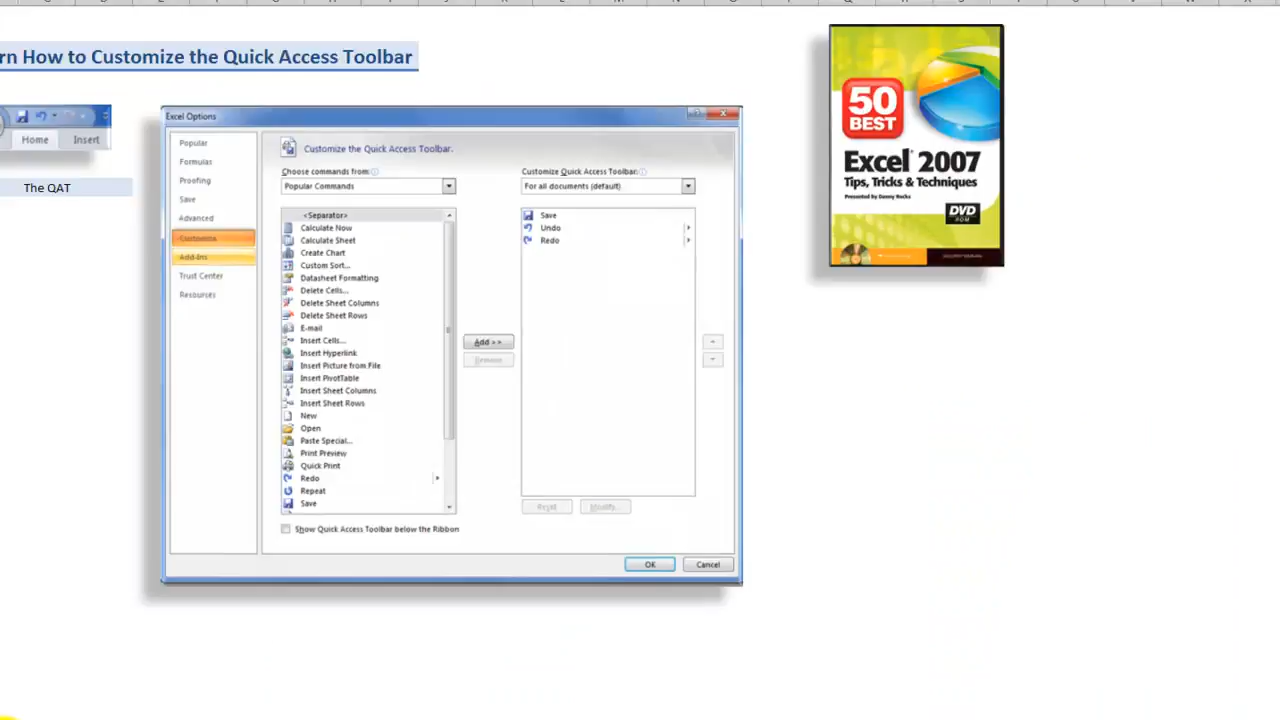 rn How to Customize the Quick Access Toolbar
Home Insert
The QAT
Excel Options
Popular
Formulas
Proofing
Save
Advanced
Customize
Add-Ins
Trust Center
Resources
Customize the Quick Access Toolbar.
Choose commands from:
Popular Commands
<Separator>
Calculate Now
Calculate Sheet
Create Chart
Custom Sort...
Datasheet Formatting
Delete Cells...
Delete Sheet Columns
Delete Sheet Rows
E-mail
Insert Cells...
Insert Hyperlink
Insert Picture from File
Insert PivotTable
Insert Sheet Columns
Insert Sheet Rows
New
Open
Paste Special...
Print Preview
Quick Print
Redo
Repeat
Save
Show Quick Access Toolbar below the Ribbon
Add >>
Remove
Customize Quick Access Toolbar:
For all documents (default)
Save
Undo
Redo
Reset
Modify...
OK
Cancel
50
BEST
Excel® 2007
Tips, Tricks & Techniques
Presented by Danny Rocks
DVD
ROM